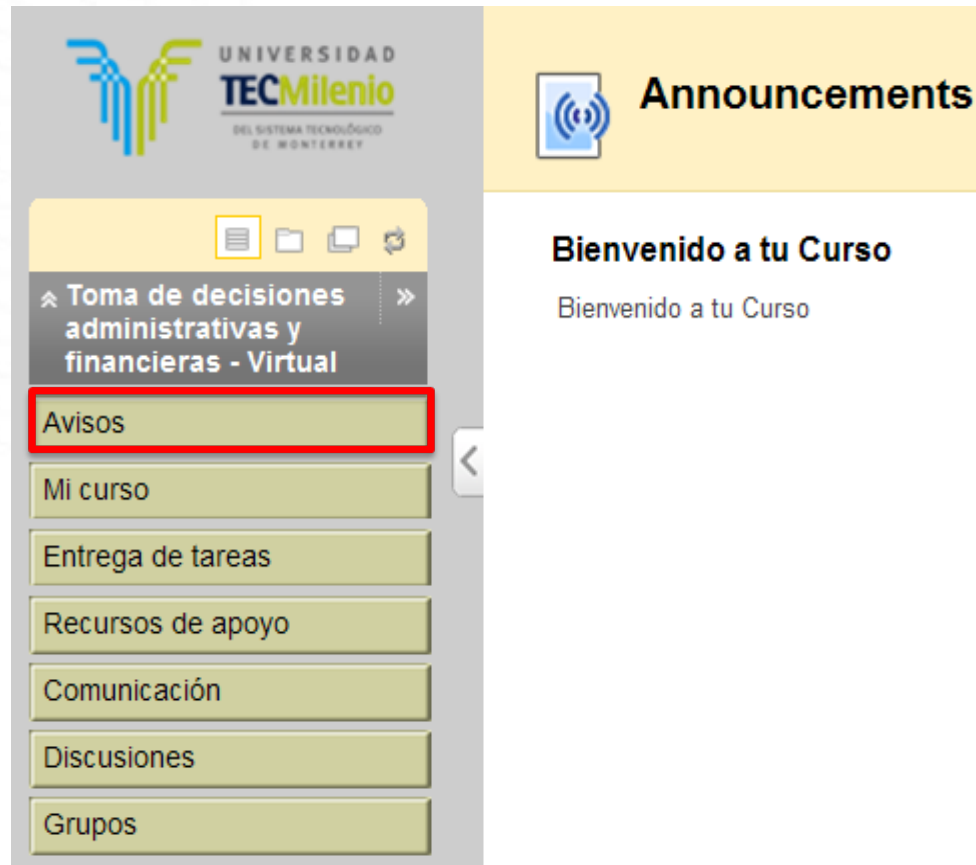 UNIVERSIDAD
TECMilenio
DEL SISTEMA TECNOLÓGICO
DE MONTERREY
Toma de decisiones
administrativas y
financieras - Virtual
Avisos
Mi curso
Entrega de tareas
Recursos de apoyo
Comunicación
Discusiones
Grupos
Announcements
Bienvenido a tu Curso
Bienvenido a tu Curso